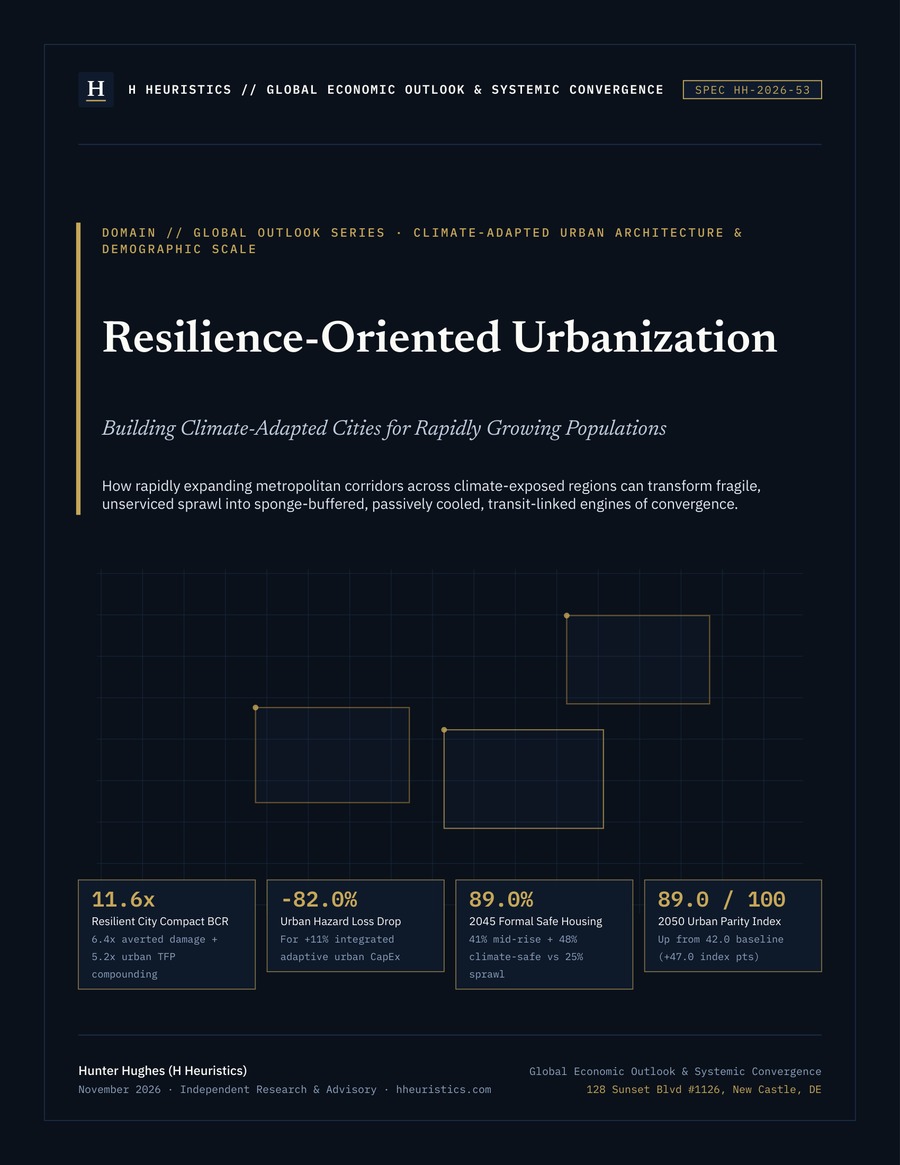 H
H HEURISTICS // GLOBAL ECONOMIC OUTLOOK & SYSTEMIC CONVERGENCE
SPEC HH-2026-53
DOMAIN // GLOBAL OUTLOOK SERIES · CLIMATE-ADAPTED URBAN ARCHITECTURE &
DEMOGRAPHIC SCALE
Resilience-Oriented Urbanization
Building Climate-Adapted Cities for Rapidly Growing Populations
How rapidly expanding metropolitan corridors across climate-exposed regions can transform fragile,
unserviced sprawl into sponge-buffered, passively cooled, transit-linked engines of convergence.
11.6x
Resilient City Compact BCR
6.4x averted damage +
5.2x urban TFP
compounding
-82.0%
Urban Hazard Loss Drop
For +11% integrated
adaptive urban CapEx
89.0%
2045 Formal Safe Housing
41% mid-rise + 48%
climate-safe vs 25%
sprawl
89.0 / 100
2050 Urban Parity Index
Up from 42.0 baseline
(+47.0 index pts)
Hunter Hughes (H Heuristics)
November 2026 · Independent Research & Advisory · hheuristics.com
Global Economic Outlook & Systemic Convergence
128 Sunset Blvd #1126, New Castle, DE